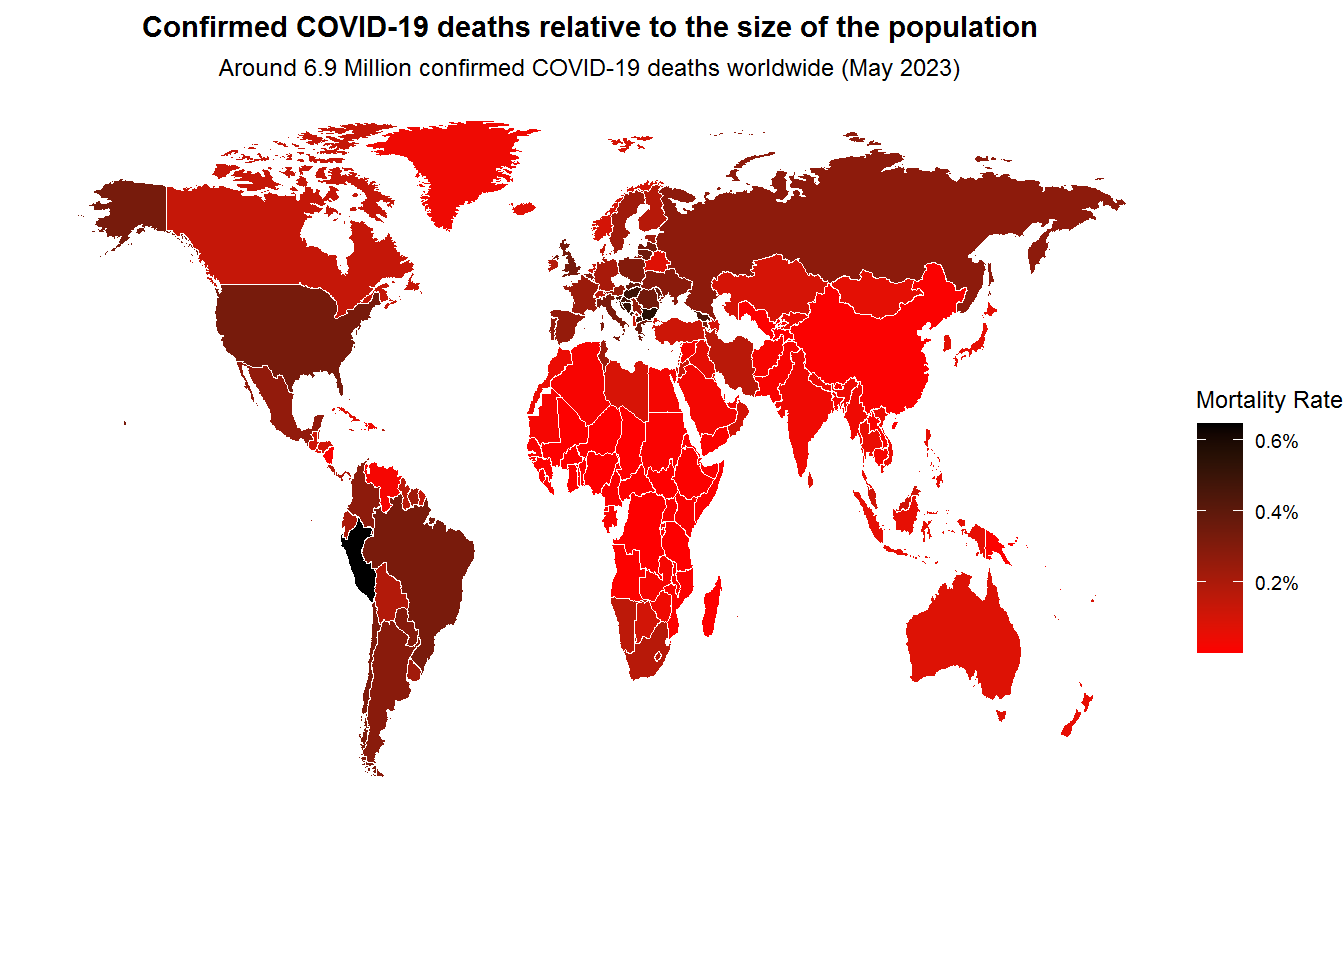 Confirmed COVID-19 deaths relative to the size of the population
Around 6.9 Million confirmed COVID-19 deaths worldwide (May 2023)
Mortality Rate
0.6%
0.4%
0.2%